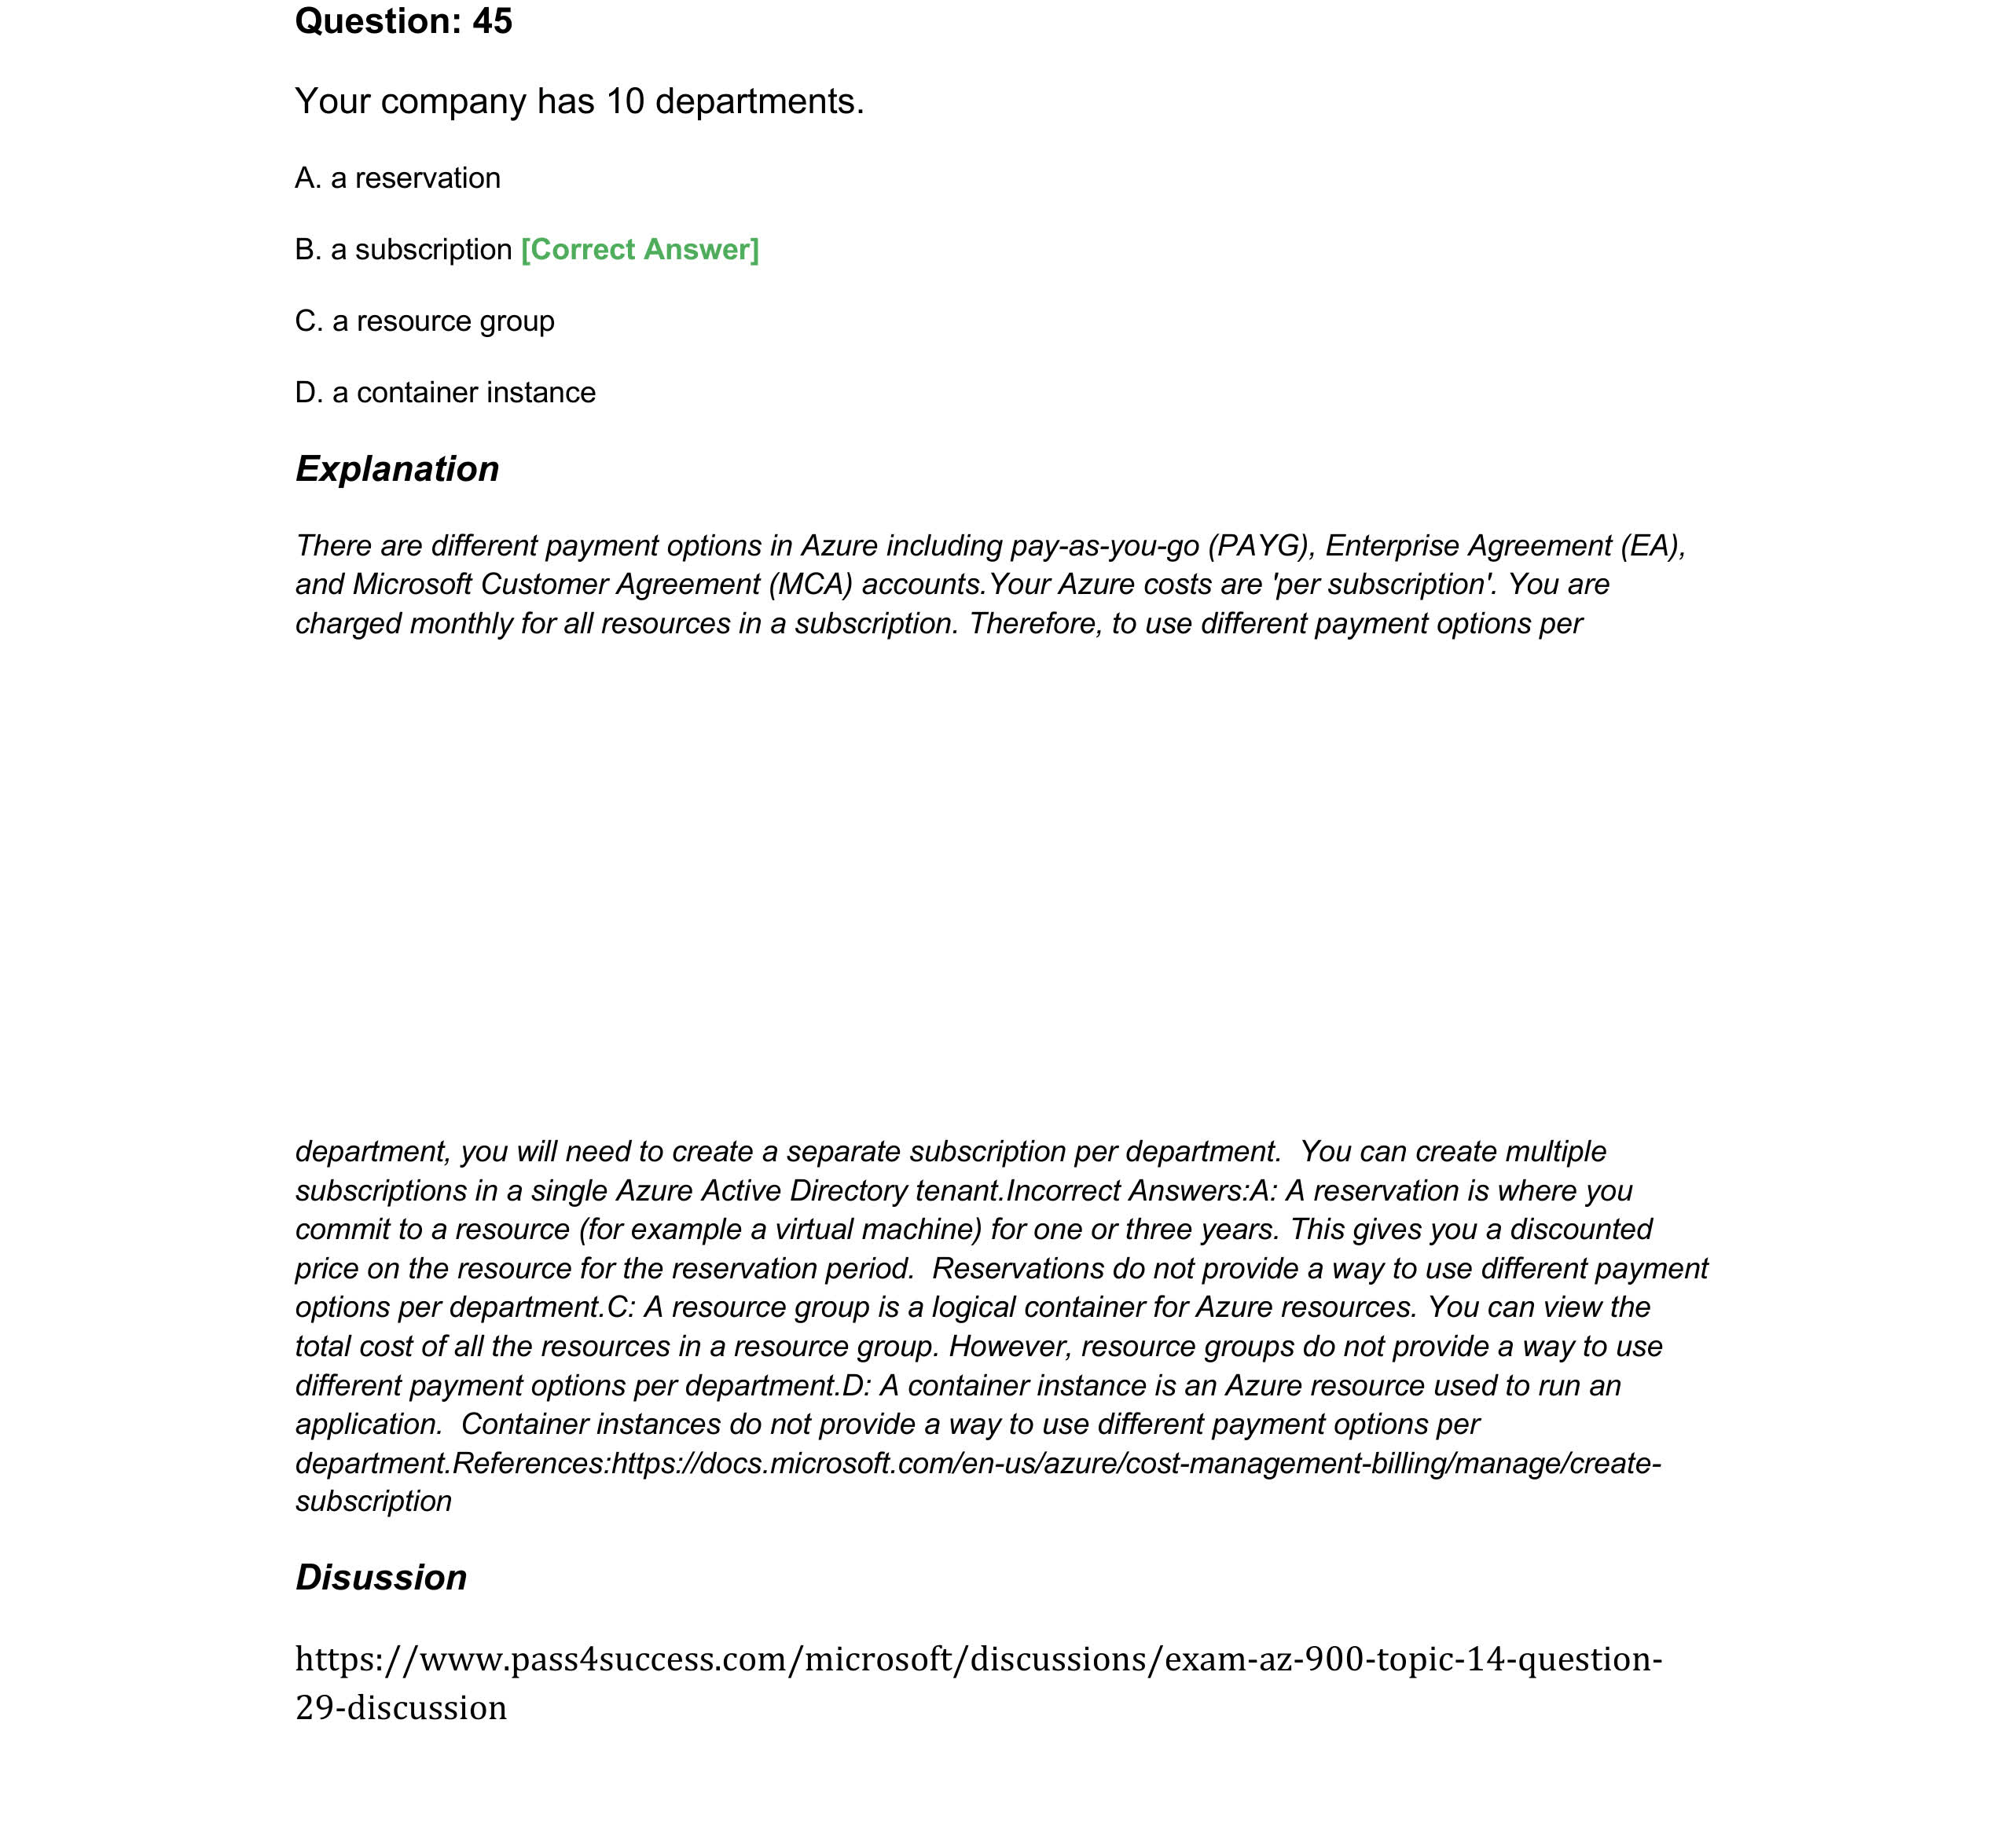 Question: 45
Your company has 10 departments.
A. a reservation
B. a subscription [Correct Answer]
C. a resource group
D. a container instance
Explanation
There are different payment options in Azure including pay-as-you-go (PAYG), Enterprise Agreement (EA),
and Microsoft Customer Agreement (MCA) accounts.Your Azure costs are 'per subscription'. You are
charged monthly for all resources in a subscription. Therefore, to use different payment options per
department, you will need to create a separate subscription per department.  You can create multiple
subscriptions in a single Azure Active Directory tenant.Incorrect Answers:A: A reservation is where you
commit to a resource (for example a virtual machine) for one or three years. This gives you a discounted
price on the resource for the reservation period.  Reservations do not provide a way to use different payment
options per department.C: A resource group is a logical container for Azure resources. You can view the
total cost of all the resources in a resource group. However, resource groups do not provide a way to use
different payment options per department.D: A container instance is an Azure resource used to run an
application.  Container instances do not provide a way to use different payment options per
department.References:https://docs.microsoft.com/en-us/azure/cost-management-billing/manage/create-
subscription
Disussion
https://www.pass4success.com/microsoft/discussions/exam-az-900-topic-14-question-
29-discussion